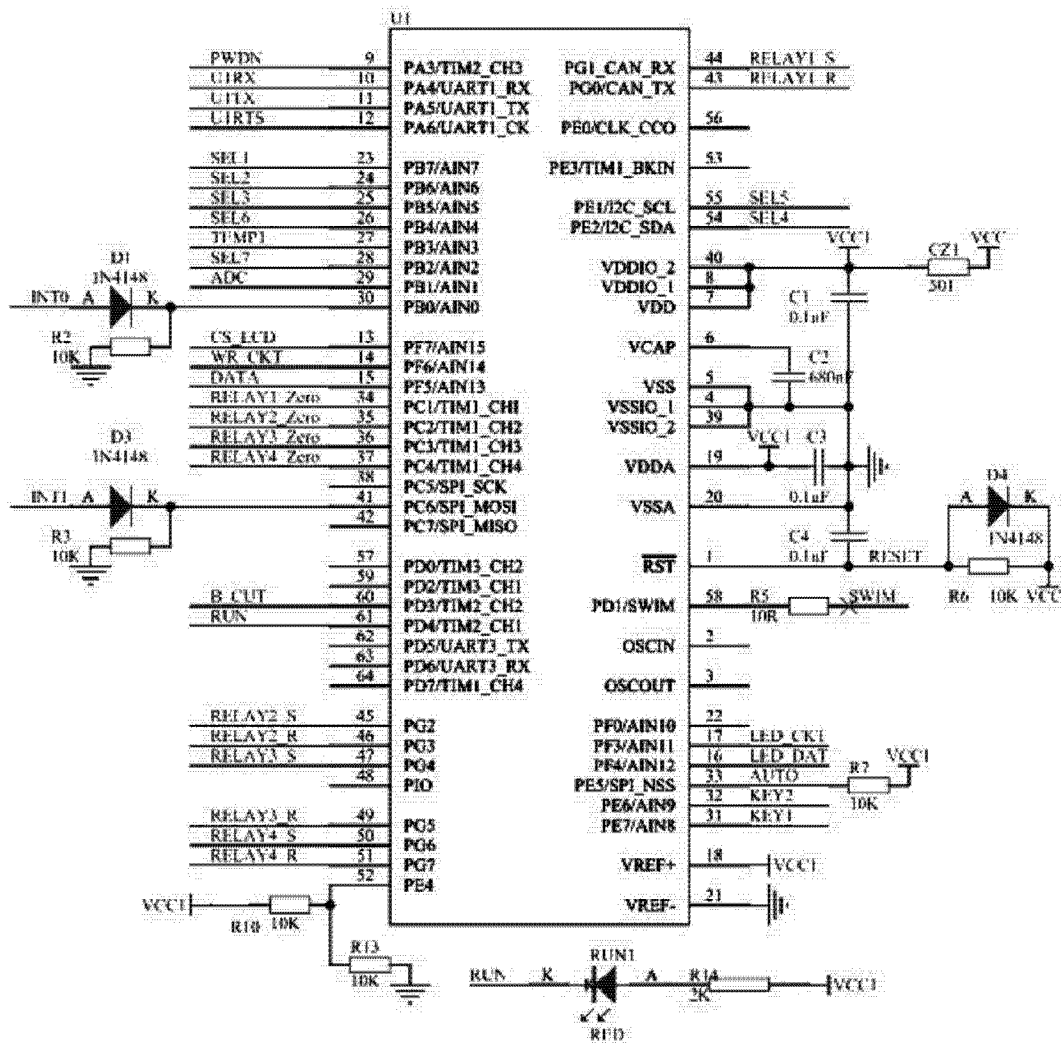 U1
PWDN 9 PA3/TIM2_CH3
U1RX 10 PA4/UART1_RX
U1TX 11 PA5/UART1_TX
U1RTS 12 PA6/UART1_CK
SEL1 23 PB7/AIN7
SEL2 24 PB6/AIN6
SEL3 25 PB5/AIN5
SEL6 26 PB4/AIN4
TEMP1 27 PB3/AIN3
SEL7 28 PB2/AIN2
ADC 29 PB1/AIN1
30 PB0/AIN0
D1
1N4148
INT0 A K
R2
10K
CS_LCD 13 PF7/AIN15
WR_CKT 14 PF6/AIN14
DATA 15 PF5/AIN13
RELAY1_Zero 34 PC1/TIM1_CH1
RELAY2_Zero 35 PC2/TIM1_CH2
RELAY3_Zero 36 PC3/TIM1_CH3
RELAY4_Zero 37 PC4/TIM1_CH4
38 PC5/SPI_SCK
41 PC6/SPI_MOSI
42 PC7/SPI_MISO
D3
1N4148
INT1 A K
R3
10K
57 PD0/TIM3_CH2
59 PD2/TIM3_CH1
B_CUT 60 PD3/TIM2_CH2
RUN 61 PD4/TIM2_CH1
62 PD5/UART3_TX
63 PD6/UART3_RX
64 PD7/TIM1_CH4
RELAY2_S 45 PG2
RELAY2_R 46 PG3
RELAY3_S 47 PG4
48 PIO
RELAY3_R 49 PG5
RELAY4_S 50 PG6
RELAY4_R 51 PG7
52 PE4
VCC1
R10 10K
R13
10K
PG1_CAN_RX 44 RELAY1_S
PG0/CAN_TX 43 RELAY1_R
PE0/CLK_CCO 56
PE3/TIM1_BKIN 53
PE1/I2C_SCL 55 SEL5
PE2/I2C_SDA 54 SEL4
VCC1 VCC
VDDIO_2 40
VDDIO_1 8
VDD 7
CZ1
501
C1
0.1uF
VCAP 6
C2
680nF
VSS 5
VSSIO_1 4
VSSIO_2 39
VCC1 C3
VDDA 19
0.1uF
VSSA 20
C4
0.1uF
RST 1 RESET
D4
A K
1N4148
R6 10K VCC
PD1/SWIM 58 R5 SWIM
10R
OSCIN 2
OSCOUT 3
PF0/AIN10 22
PF3/AIN11 17 LED_CKT
PF4/AIN12 16 LED_DAT
PE5/SPI_NSS 33 AUTO R7 VCC1
10K
PE6/AIN9 32 KEY2
PE7/AIN8 31 KEY1
VREF+ 18 VCC1
VREF- 21
RUN1
RUN K A R14 VCC1
2K
RED